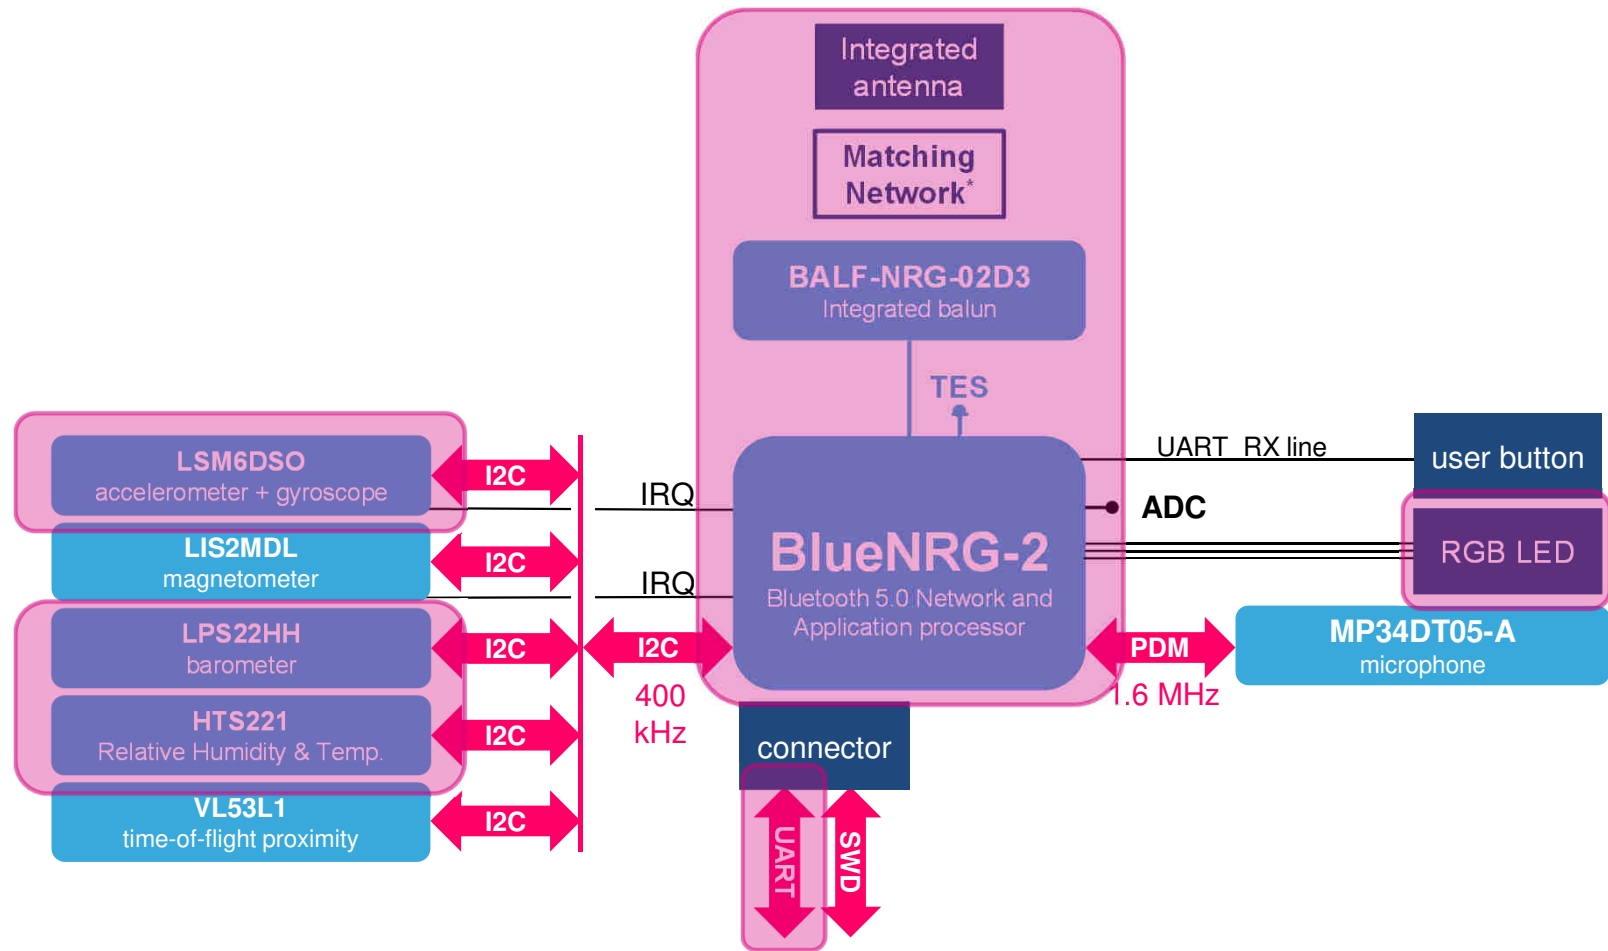 Integrated
antenna
Matching
Network*
BALF-NRG-02D3
Integrated balun
TES
LSM6DSO
accelerometer + gyroscope
I2C
IRQ
LIS2MDL
magnetometer
I2C
IRQ
LPS22HH
barometer
I2C
HTS221
Relative Humidity & Temp.
I2C
VL53L1
time-of-flight proximity
I2C
I2C
400
kHz
BlueNRG-2
Bluetooth 5.0 Network and
Application processor
UART RX line
user button
ADC
RGB LED
PDM
1.6 MHz
MP34DT05-A
microphone
connector
UART
SWD